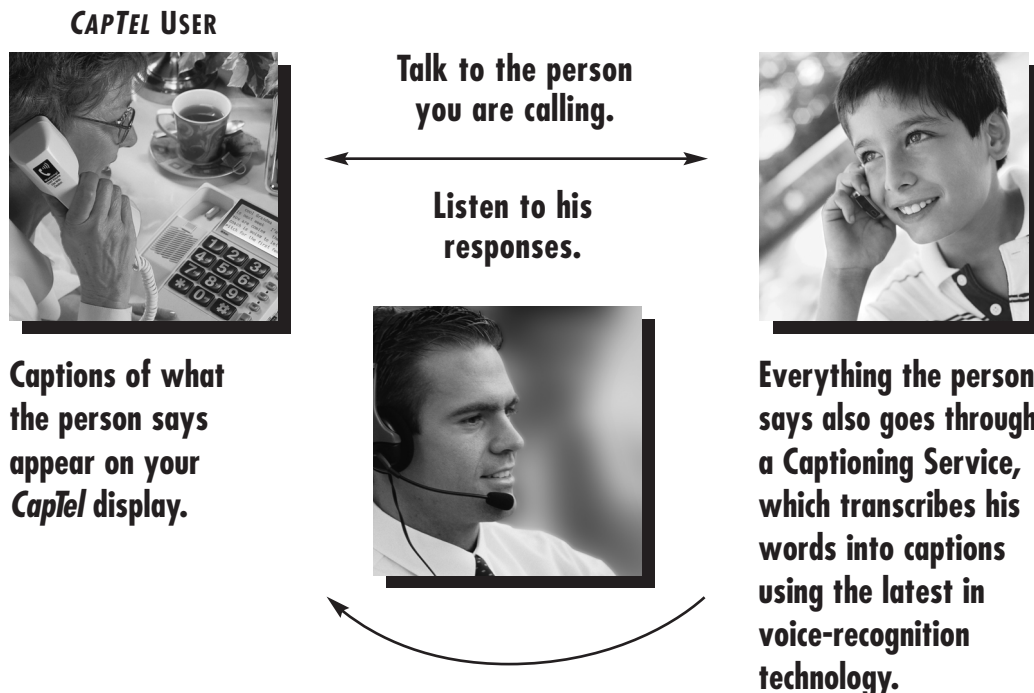 CAPTEL USER
Talk to the person
you are calling.
Listen to his
responses.
Captions of what
the person says
appear on your
CapTel display.
Everything the person
says also goes through
a Captioning Service,
which transcribes his
words into captions
using the latest in
voice-recognition
technology.